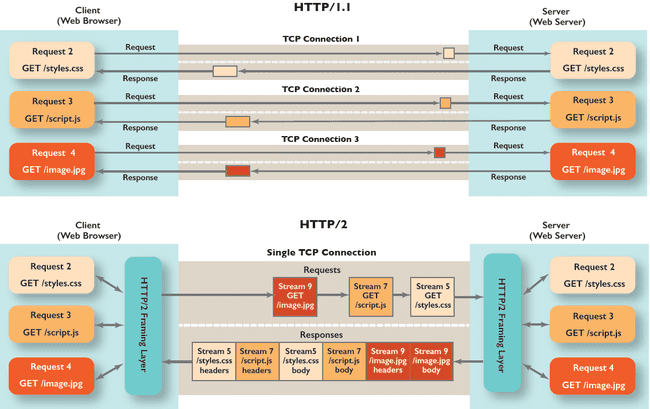 HTTP/1.1
Client
(Web Browser)
Server
(Web Server)
TCP Connection 1
Request 2
GET /styles.css
Request
Response
Request
Response
Request 2
GET /styles.css
TCP Connection 2
Request 3
GET /script.js
Request
Response
Request
Response
Request 3
GET /script.js
TCP Connection 3
Request 4
GET /image.jpg
Request
Response
Request
Response
Request 4
GET /image.jpg
HTTP/2
Client
(Web Browser)
Server
(Web Server)
Single TCP Connection
Request 2
GET /styles.css
Request 3
GET /script.js
Request 4
GET /image.jpg
HTTP/2 Framing Layer
Requests
Stream 9
GET
/image.jpg
Stream 7
GET
/script.js
Stream 5
GET
/styles.css
Responses
Stream 5
/styles.css
headers
Stream 7
/script.js
headers
Stream5
/styles.css
body
Stream 7
/script.js
body
Stream 9
/image.jpg
headers
Stream 9
/image.jpg
body
HTTP/2 Framing Layer
Request 2
GET /styles.css
Request 3
GET /script.js
Request 4
GET /image.jpg